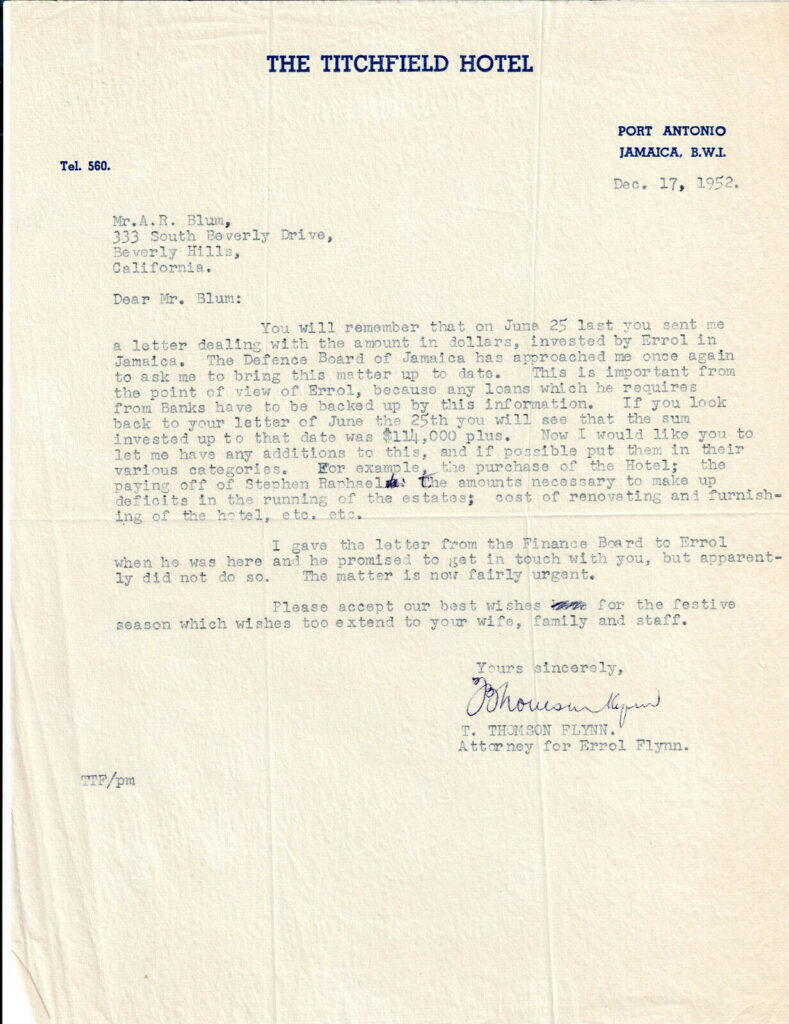 THE TITCHFIELD HOTEL
PORT ANTONIO
JAMAICA, B.W.I.
Tel. 560.
Dec. 17, 1952.
Mr.A.R. Blum,
333 South Beverly Drive,
Beverly Hills,
California.
Dear Mr. Blum:
You will remember that on June 25 last you sent me
a letter dealing with the amount in dollars, invested by Errol in
Jamaica. The Defence Board of Jamaica has approached me once again
to ask me to bring this matter up to date. This is important from
the point of view of Errol, because any loans which he requires
from Banks have to be backed up by this information. If you look
back to your letter of June the 25th you will see that the sum
invested up to that date was $114,000 plus. Now I would like you to
let me have any additions to this, and if possible put them in their
various categories. For example, the purchase of the Hotel; the
paying off of Stephen Raphael the amounts necessary to make up
deficits in the running of the estates; cost of renovating and furnish-
ing of the hotel, etc. etc.
I gave the letter from the Finance Board to Errol
when he was here and he promised to get in touch with you, but apparent-
ly did not do so. The matter is now fairly urgent.
Please accept our best wishes for the festive
season which wishes too extend to your wife, family and staff.
Yours sincerely,
T. THOMSON FLYNN.
Attorney for Errol Flynn.
TTF/pm